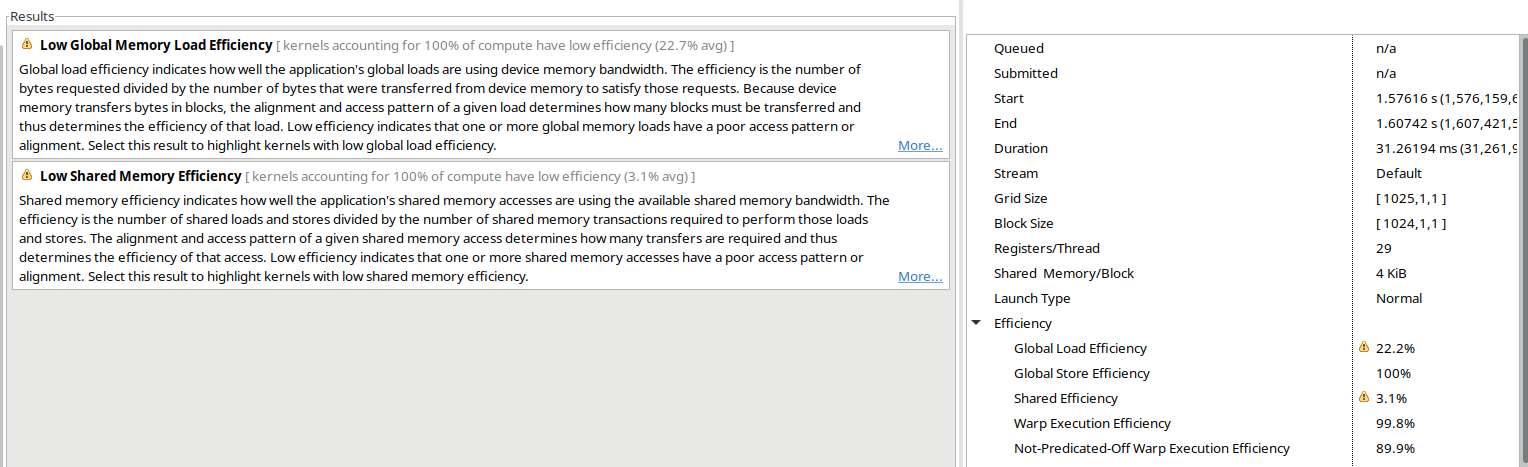 Results
Low Global Memory Load Efficiency [ kernels accounting for 100% of compute have low efficiency (22.7% avg) ]
Global load efficiency indicates how well the application's global loads are using device memory bandwidth. The efficiency is the number of
bytes requested divided by the number of bytes that were transferred from device memory to satisfy those requests. Because device
memory transfers bytes in blocks, the alignment and access pattern of a given load determines how many blocks must be transferred and
thus determines the efficiency of that load. Low efficiency indicates that one or more global memory loads have a poor access pattern or
alignment. Select this result to highlight kernels with low global load efficiency. More...
Low Shared Memory Efficiency [ kernels accounting for 100% of compute have low efficiency (3.1% avg) ]
Shared memory efficiency indicates how well the application's shared memory accesses are using the available shared memory bandwidth. The
efficiency is the number of shared loads and stores divided by the number of shared memory transactions required to perform those loads
and stores. The alignment and access pattern of a given shared memory access determines how many transfers are required and thus
determines the efficiency of that access. Low efficiency indicates that one or more shared memory accesses have a poor access pattern or
alignment. Select this result to highlight kernels with low shared memory efficiency. More...
Queued n/a
Submitted n/a
Start 1.57616 s (1,576,159,6
End 1.60742 s (1,607,421,5
Duration 31.26194 ms (31,261,9
Stream Default
Grid Size [ 1025,1,1 ]
Block Size [ 1024,1,1 ]
Registers/Thread 29
Shared Memory/Block 4 KiB
Launch Type Normal
Efficiency
Global Load Efficiency 22.2%
Global Store Efficiency 100%
Shared Efficiency 3.1%
Warp Execution Efficiency 99.8%
Not-Predicated-Off Warp Execution Efficiency 89.9%